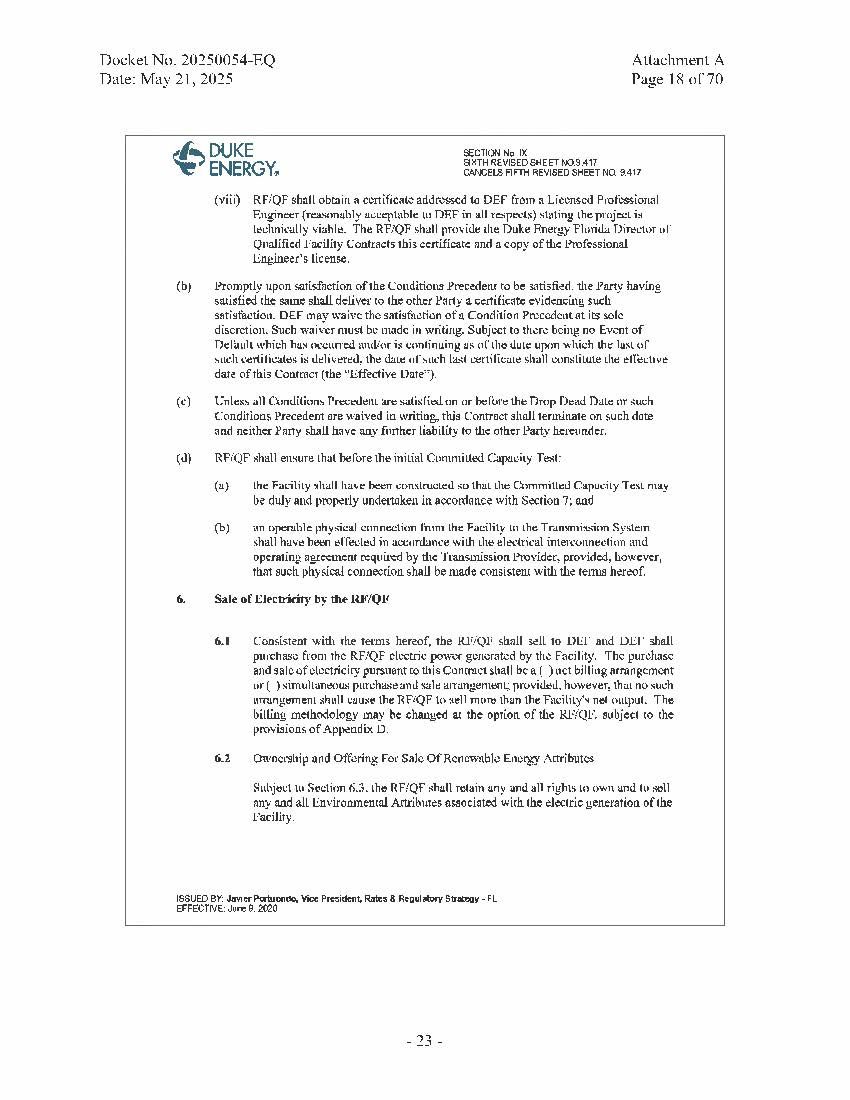 Docket No. 20250054-EQ
Date: May 21, 2025
Attachment A
Page 18 of 70
DUKE
ENERGY®
SECTION No. IX
SIXTH REVISED SHEET NO.9.417
CANCELS FIFTH REVISED SHEET NO. 9.417
(viii) RF/QF shall obtain a certificate addressed to DEF from a Licensed Professional
Engineer (reasonably acceptable to DEF in all respects) stating the project is
technically viable. The RF/QF shall provide the Duke Energy Florida Director of
Qualified Facility Contracts this certificate and a copy of the Professional
Engineer's license.
(b) Promptly upon satisfaction of the Conditions Precedent to be satisfied, the Party having
satisfied the same shall deliver to the other Party a certificate evidencing such
satisfaction. DEF may waive the satisfaction of a Condition Precedent at its sole
discretion. Such waiver must be made in writing. Subject to there being no Event of
Default which has occurred and/or is continuing as of the date upon which the last of
such certificates is delivered, the date of such last certificate shall constitute the effective
date of this Contract (the "Effective Date").
(c) Unless all Conditions Precedent are satisfied on or before the Drop Dead Date or such
Conditions Precedent are waived in writing, this Contract shall terminate on such date
and neither Party shall have any further liability to the other Party hereunder.
(d) RF/QF shall ensure that before the initial Committed Capacity Test:
(a) the Facility shall have been constructed so that the Committed Capacity Test may
be duly and properly undertaken in accordance with Section 7; and
(b) an operable physical connection from the Facility to the Transmission System
shall have been effected in accordance with the electrical interconnection and
operating agreement required by the Transmission Provider, provided, however,
that such physical connection shall be made consistent with the terms hereof.
6. Sale of Electricity by the RF/QF
6.1 Consistent with the terms hereof, the RF/QF shall sell to DEF and DEF shall
purchase from the RF/QF electric power generated by the Facility. The purchase
and sale of electricity pursuant to this Contract shall be a ( ) net billing arrangement
or ( ) simultaneous purchase and sale arrangement; provided, however, that no such
arrangement shall cause the RF/QF to sell more than the Facility's net output. The
billing methodology may be changed at the option of the RF/QF, subject to the
provisions of Appendix D.
6.2 Ownership and Offering For Sale Of Renewable Energy Attributes
Subject to Section 6.3, the RF/QF shall retain any and all rights to own and to sell
any and all Environmental Attributes associated with the electric generation of the
Facility.
ISSUED BY: Javier Portuondo, Vice President, Rates & Regulatory Strategy - FL
EFFECTIVE: June 9, 2020
- 23 -